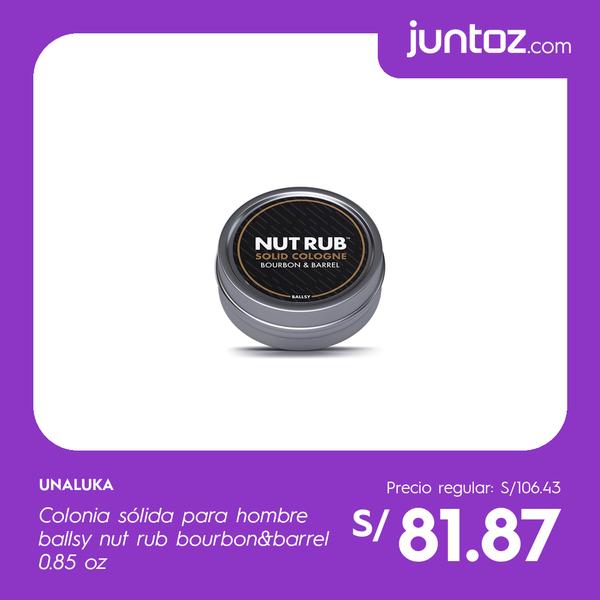 juntoz.com
NUT RUB
SOLID COLOGNE
BOURBON & BARREL
BALLSY
UNALUKA
Colonia sólida para hombre
ballsy nut rub bourbon&barrel
0.85 oz
Precio regular: S/106.43
S/ 81.87